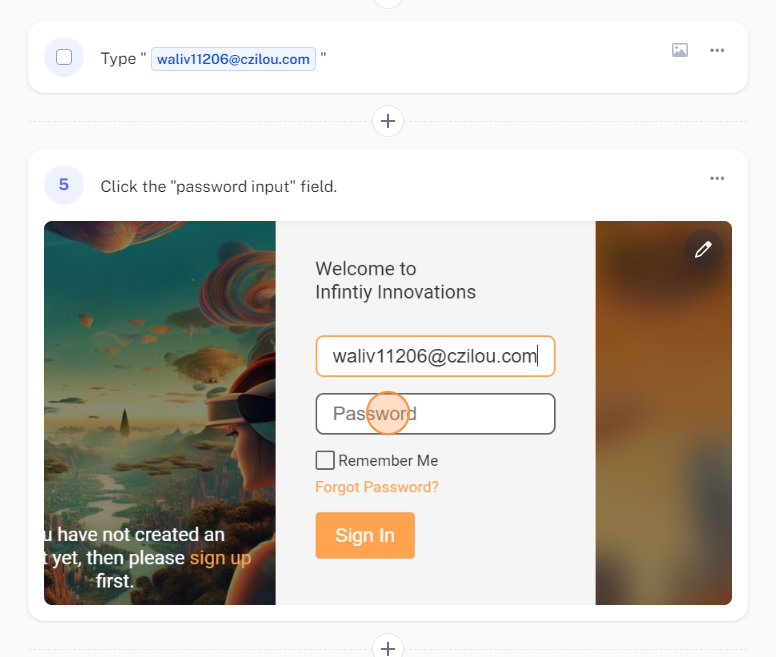 Type " waliv11206@czilou.com "
5
Click the "password input" field.
Welcome to
Infintiy Innovations
waliv11206@czilou.com
Password
Remember Me
Forgot Password?
Sign In
u have not created an
t yet, then please sign up
first.